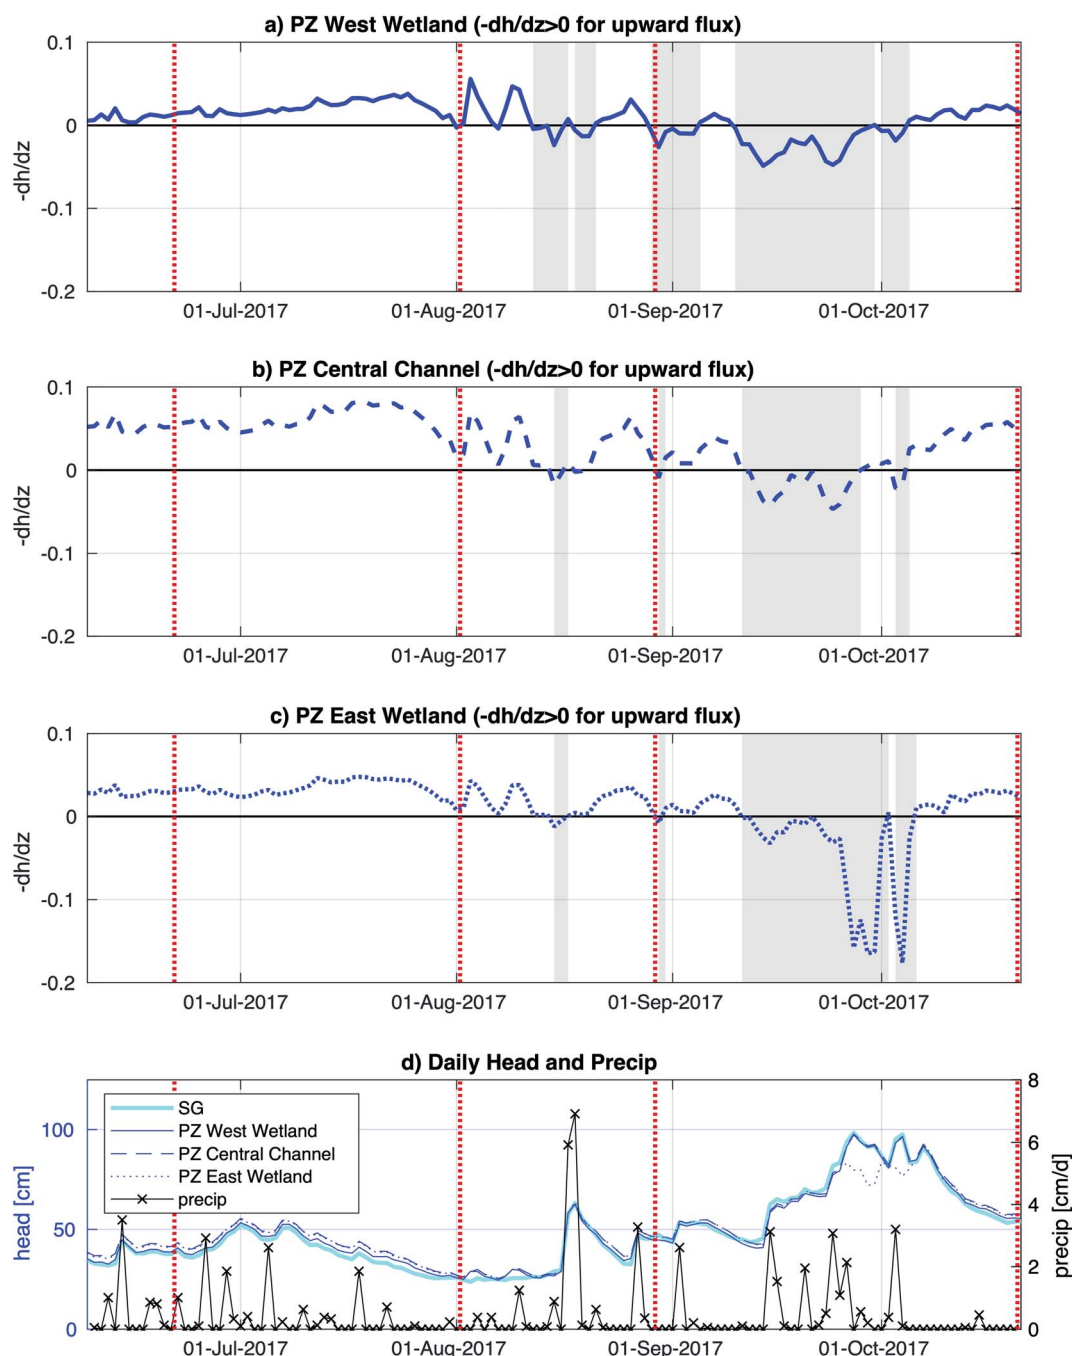 a) PZ West Wetland (-dh/dz>0 for upward flux)
0.1
0
-0.1
-0.2
-dh/dz
01-Jul-2017 01-Aug-2017 01-Sep-2017 01-Oct-2017
b) PZ Central Channel (-dh/dz>0 for upward flux)
0.1
0
-0.1
-0.2
-dh/dz
01-Jul-2017 01-Aug-2017 01-Sep-2017 01-Oct-2017
c) PZ East Wetland (-dh/dz>0 for upward flux)
0.1
0
-0.1
-0.2
-dh/dz
01-Jul-2017 01-Aug-2017 01-Sep-2017 01-Oct-2017
d) Daily Head and Precip
100
50
0
head [cm]
SG
PZ West Wetland
PZ Central Channel
PZ East Wetland
precip
8
6
4
2
0
precip [cm/d]
01-Jul-2017 01-Aug-2017 01-Sep-2017 01-Oct-2017